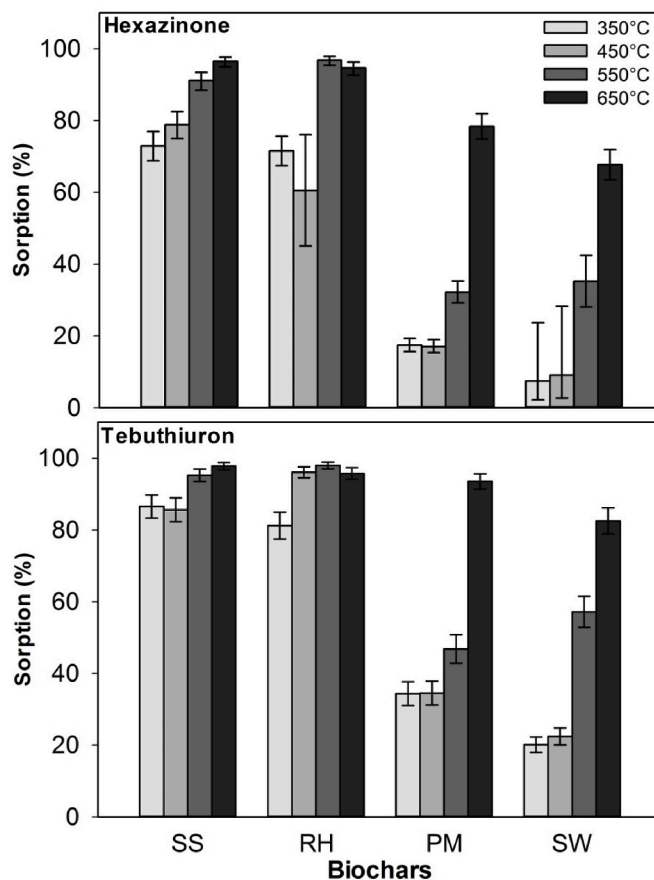 Hexazinone
350°C
450°C
550°C
650°C
100
80
60
40
20
0
Sorption (%)
Tebuthiuron
100
80
60
40
20
0
Sorption (%)
SS RH PM SW
Biochars